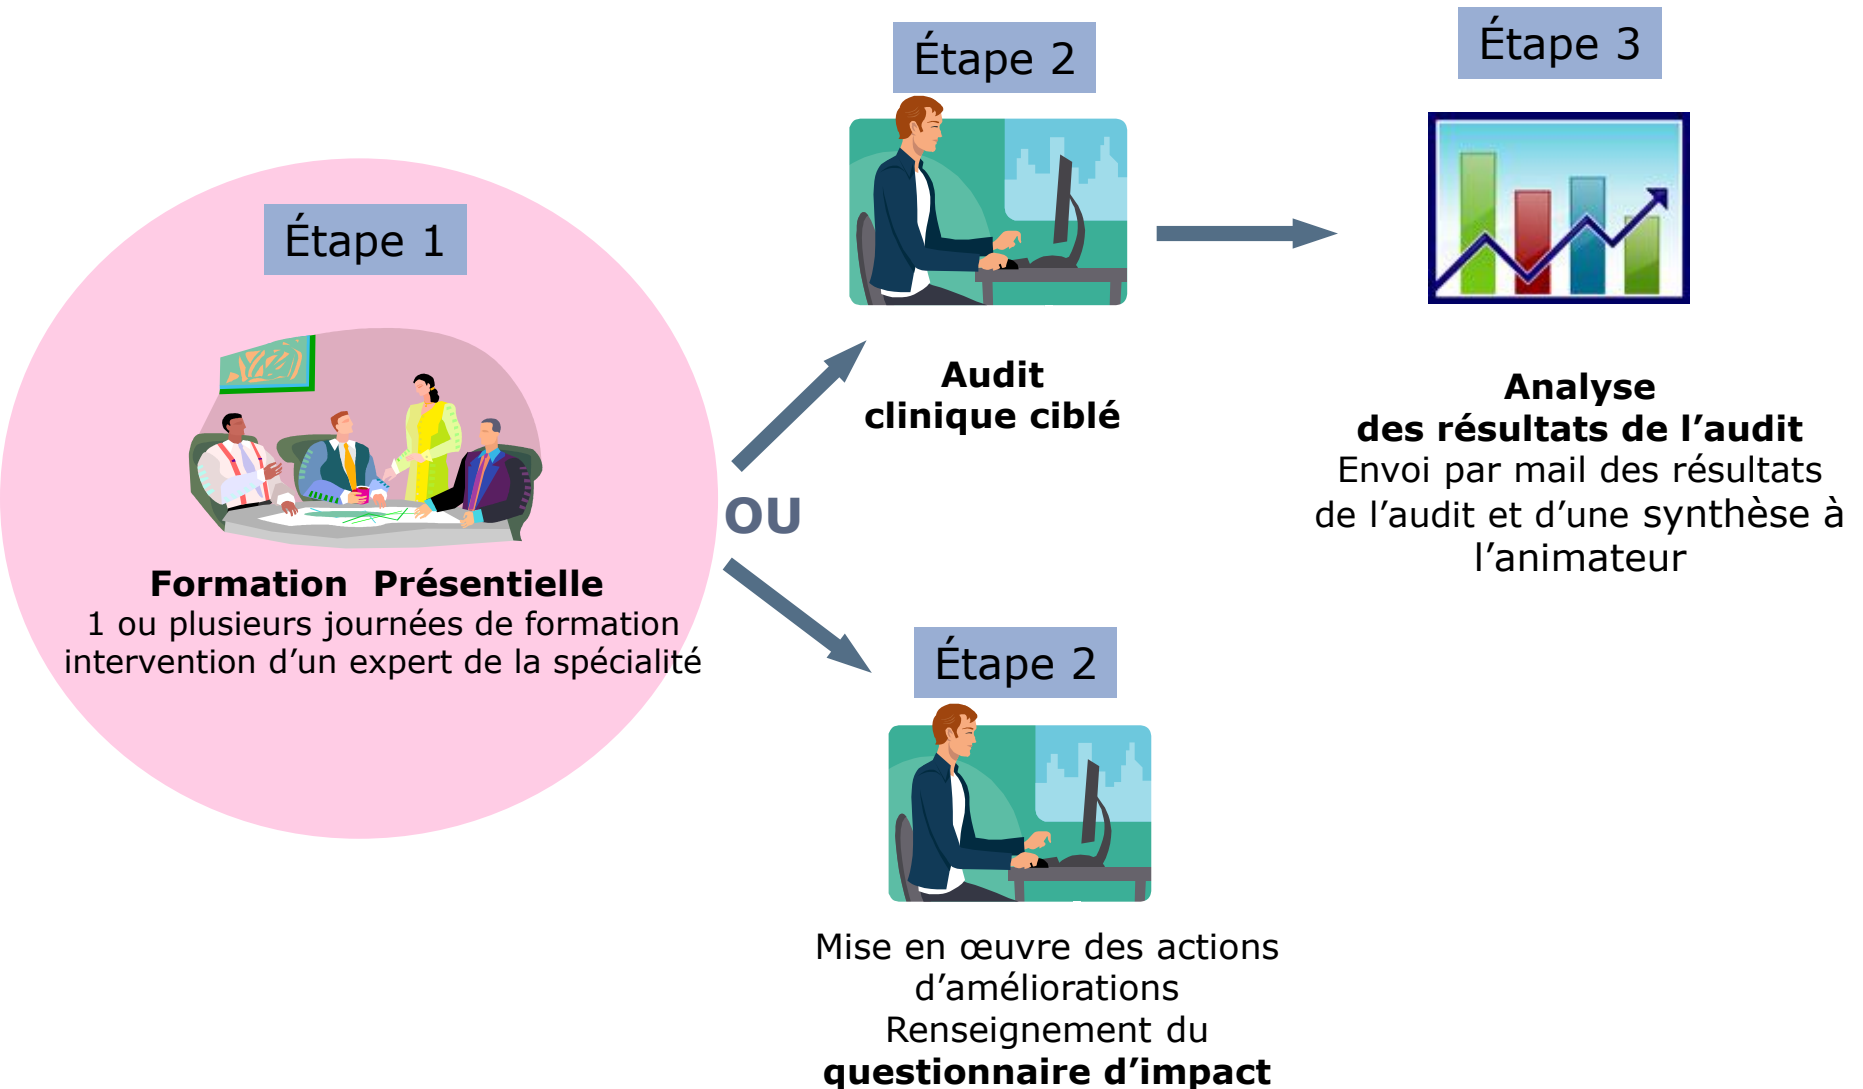 Étape 1
Formation Présentielle
1 ou plusieurs journées de formation
intervention d’un expert de la spécialité
OU
Étape 2
Audit
clinique ciblé
Étape 3
Analyse
des résultats de l’audit
Envoi par mail des résultats
de l’audit et d’une synthèse à
l’animateur
Étape 2
Mise en œuvre des actions
d’améliorations
Renseignement du
questionnaire d’impact